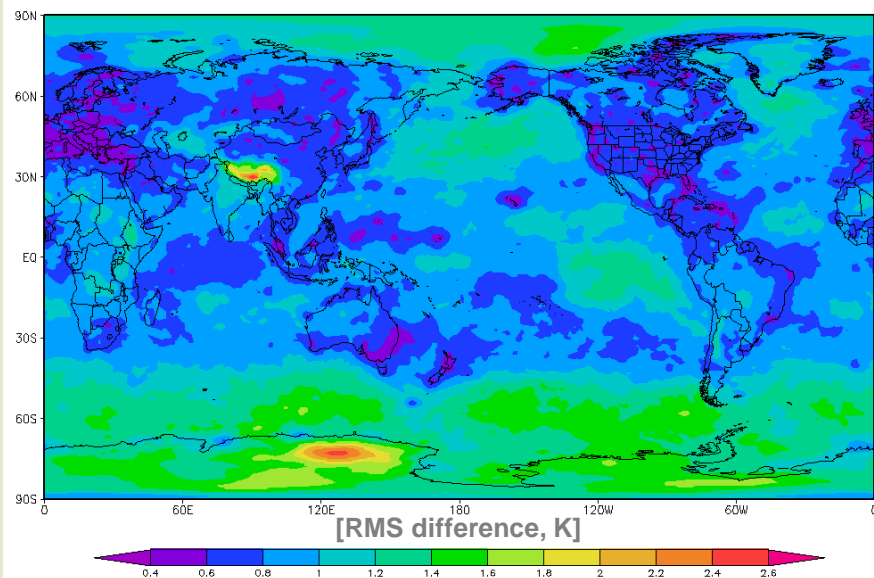 90N
60N
30N
EQ
30S
60S
90S
0 60E 120E 180 120W 60W 0
[RMS difference, K]
0.4 0.6 0.8 1 1.2 1.4 1.6 1.8 2 2.2 2.4 2.6